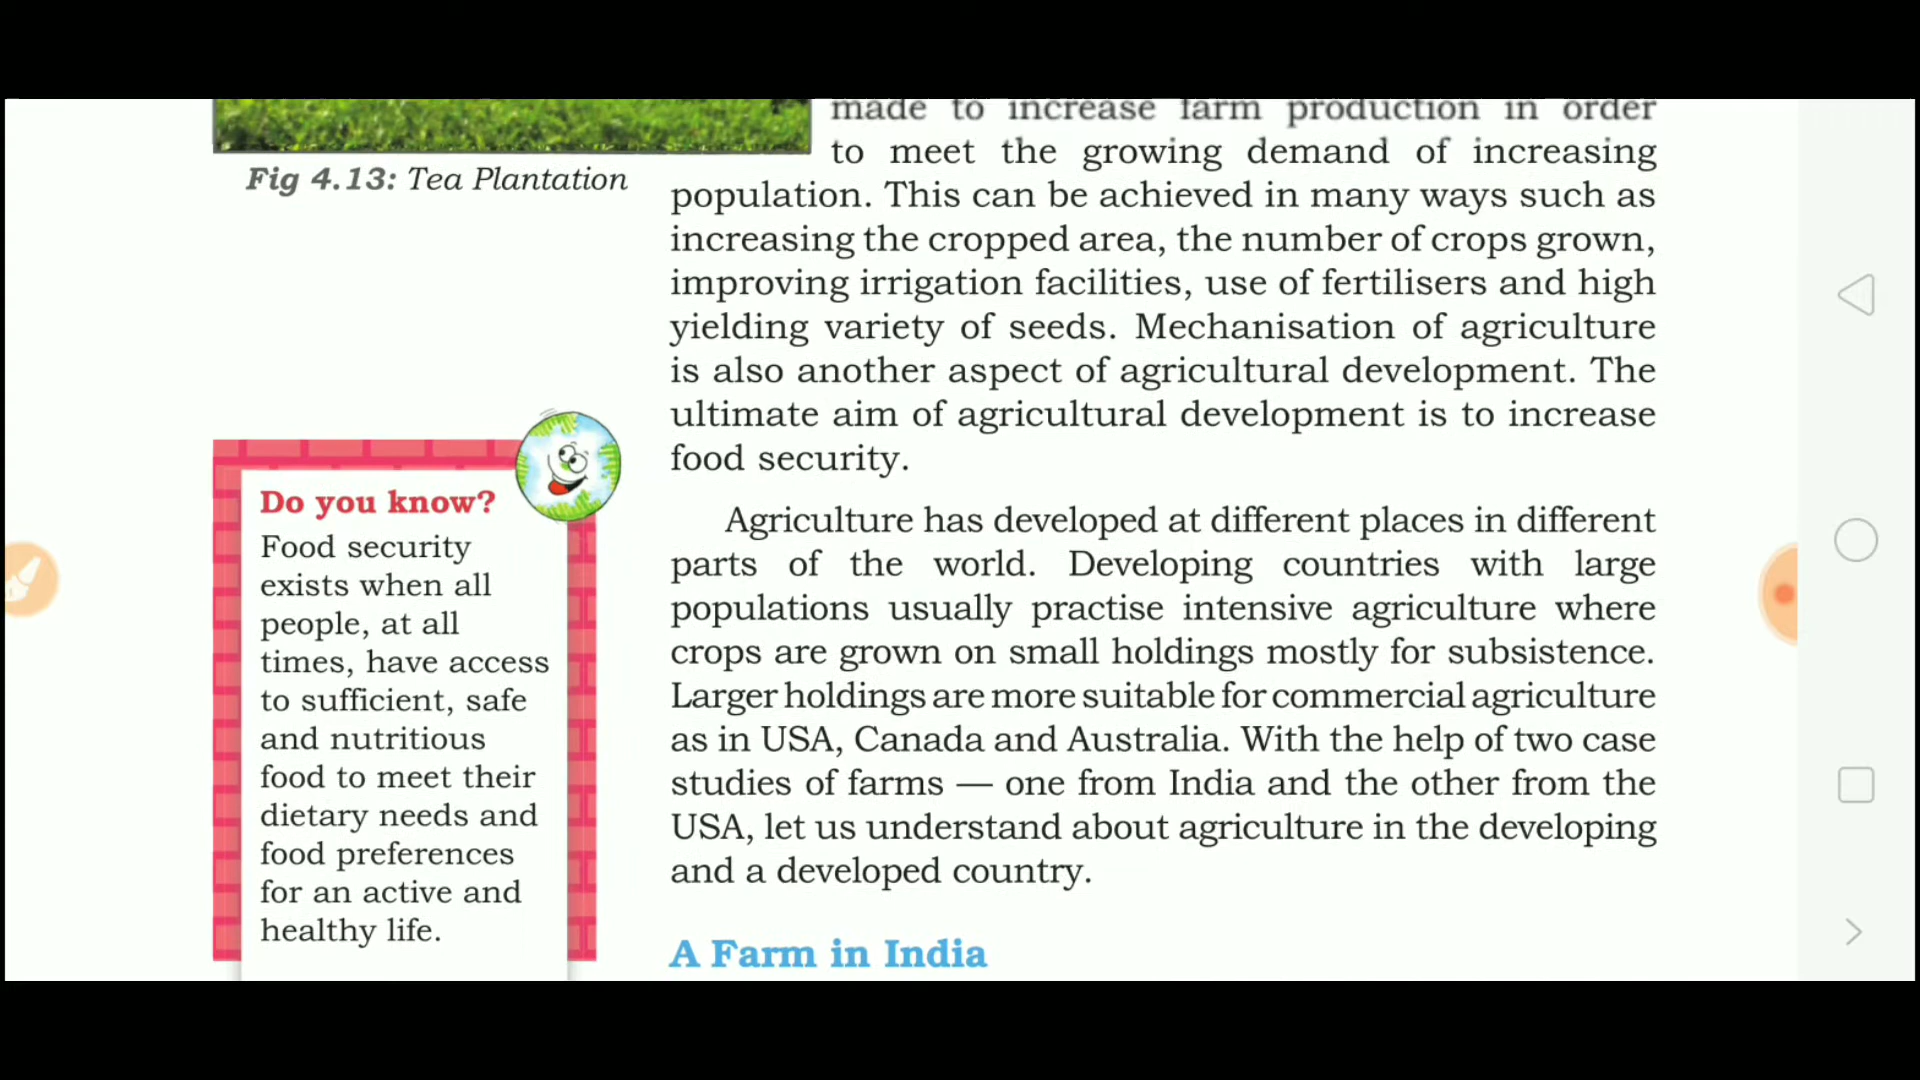 made to increase farm production in order
to meet the growing demand of increasing
Fig 4.13: Tea Plantation
population. This can be achieved in many ways such as
increasing the cropped area, the number of crops grown,
improving irrigation facilities, use of fertilisers and high
yielding variety of seeds. Mechanisation of agriculture
is also another aspect of agricultural development. The
ultimate aim of agricultural development is to increase
food security.
Do you know?
Food security
exists when all
people, at all
times, have access
to sufficient, safe
and nutritious
food to meet their
dietary needs and
food preferences
for an active and
healthy life.
Agriculture has developed at different places in different
parts of the world. Developing countries with large
populations usually practise intensive agriculture where
crops are grown on small holdings mostly for subsistence.
Larger holdings are more suitable for commercial agriculture
as in USA, Canada and Australia. With the help of two case
studies of farms — one from India and the other from the
USA, let us understand about agriculture in the developing
and a developed country.
A Farm in India